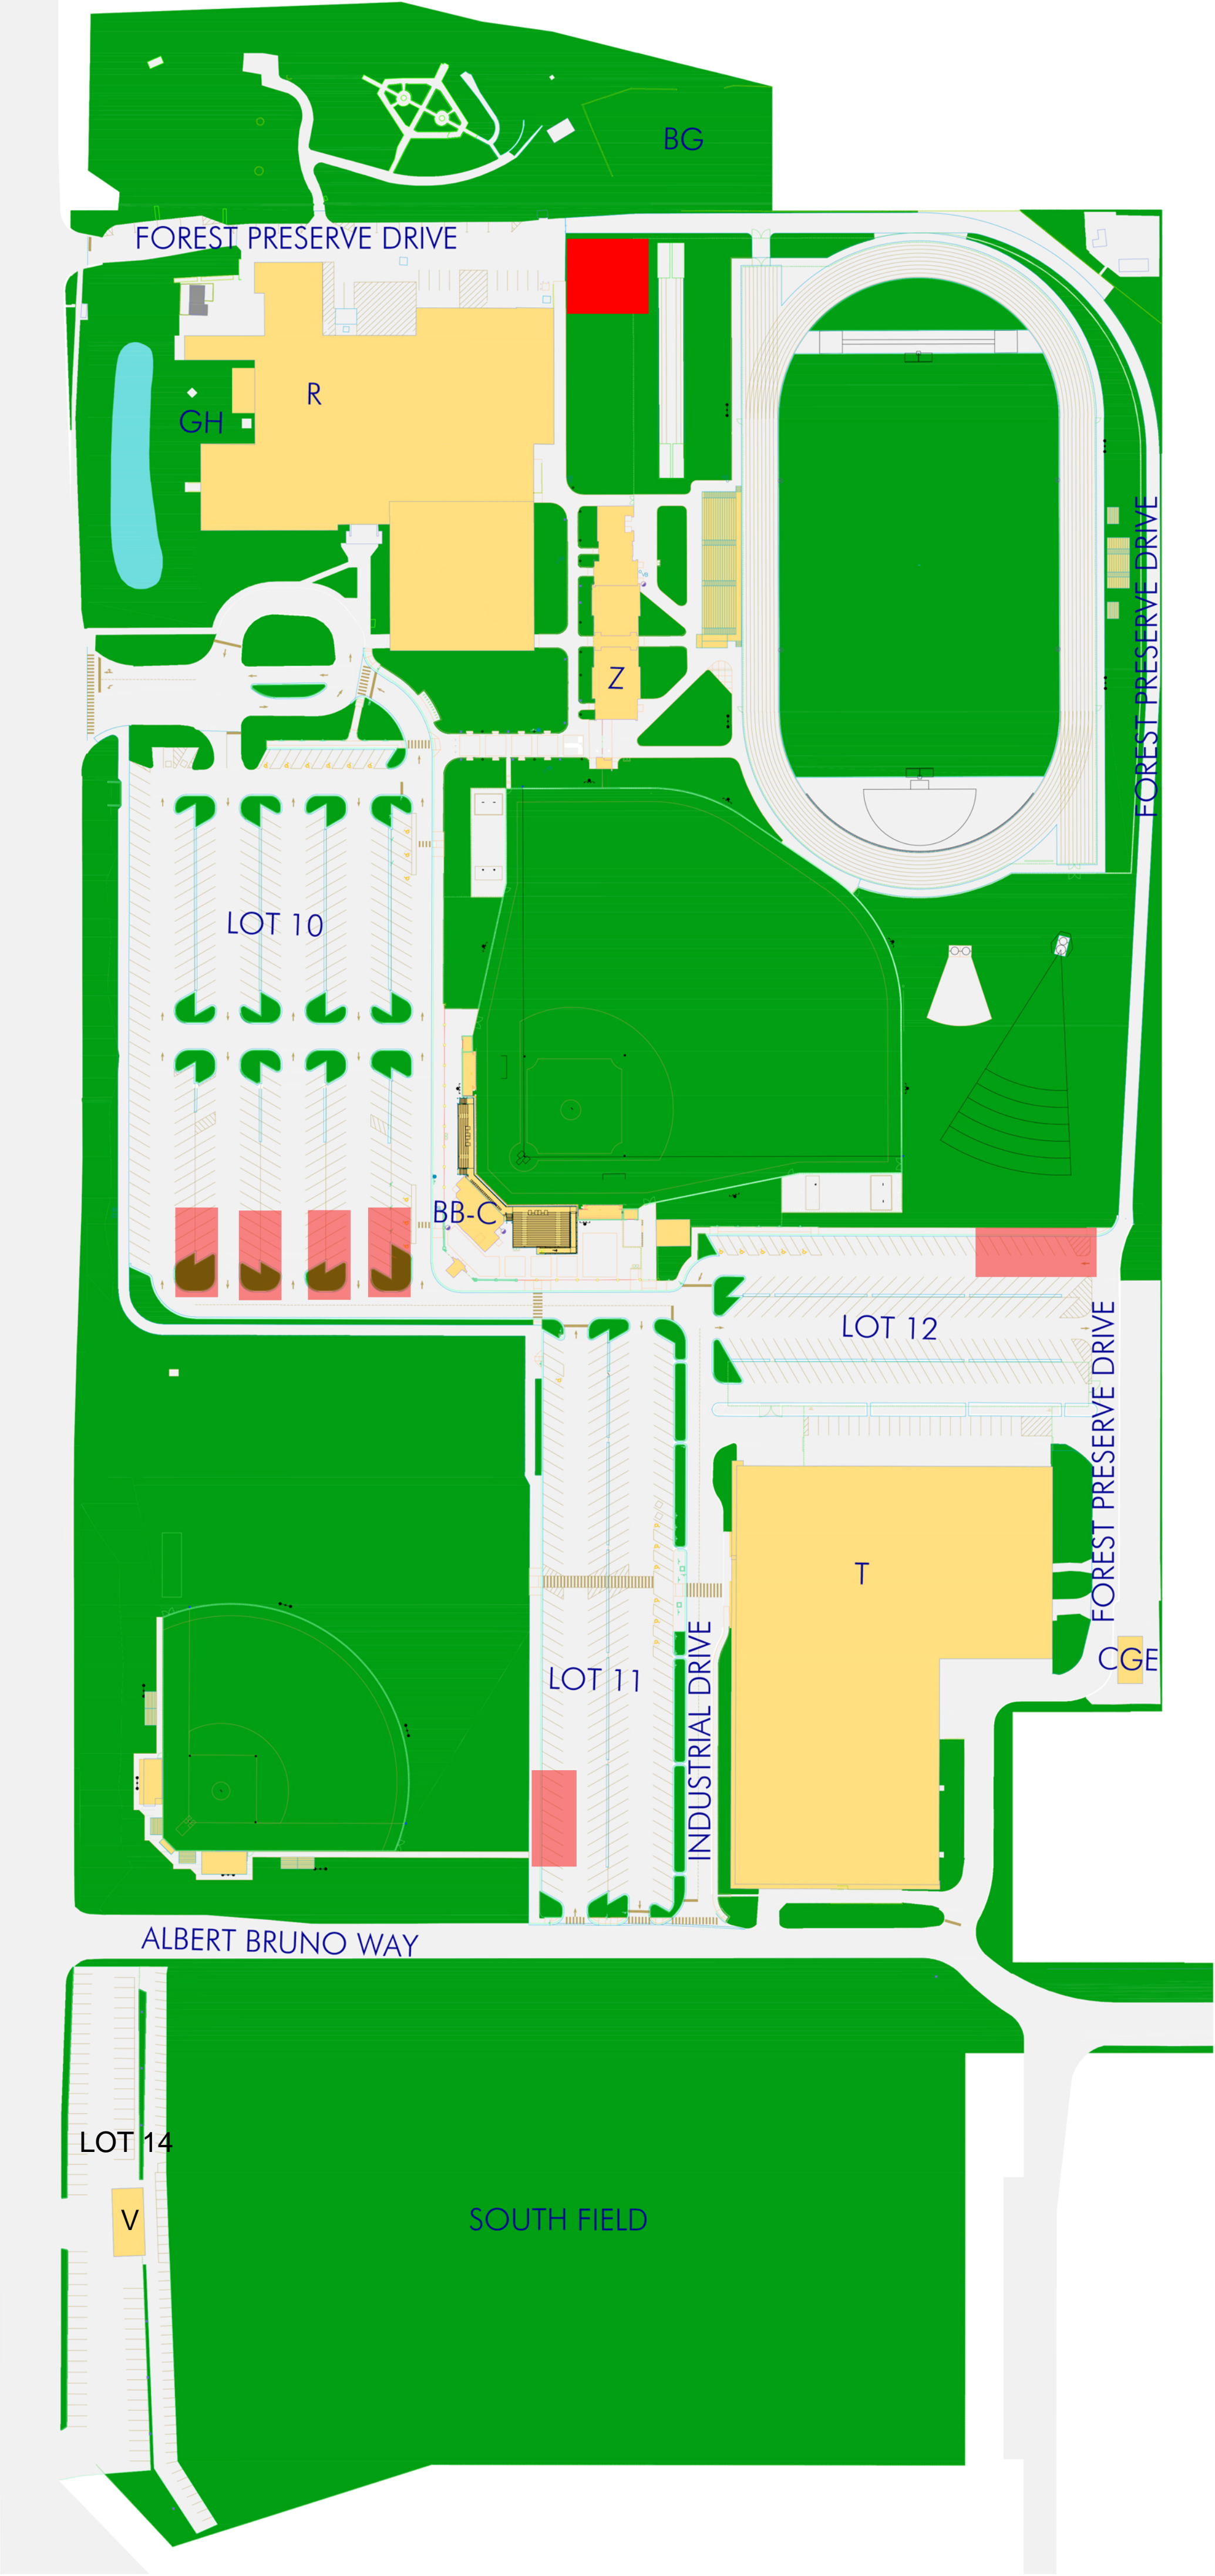 BG
FOREST PRESERVE DRIVE
R
GH
FOREST PRESERVE DRIVE
Z
LOT 10
BB-C
LOT 12
FOREST PRESERVE DRIVE
T
CGE
LOT 11
INDUSTRIAL DRIVE
ALBERT BRUNO WAY
LOT 14
V
SOUTH FIELD